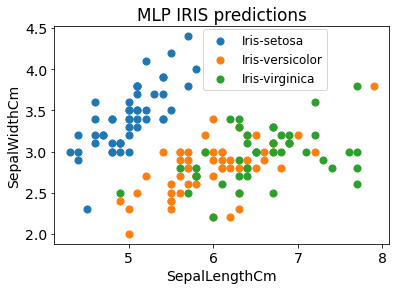 MLP IRIS predictions
Iris-setosa
Iris-versicolor
Iris-virginica
SepalWidthCm
4.5
4.0
3.5
3.0
2.5
2.0
5
6
7
8
SepalLengthCm